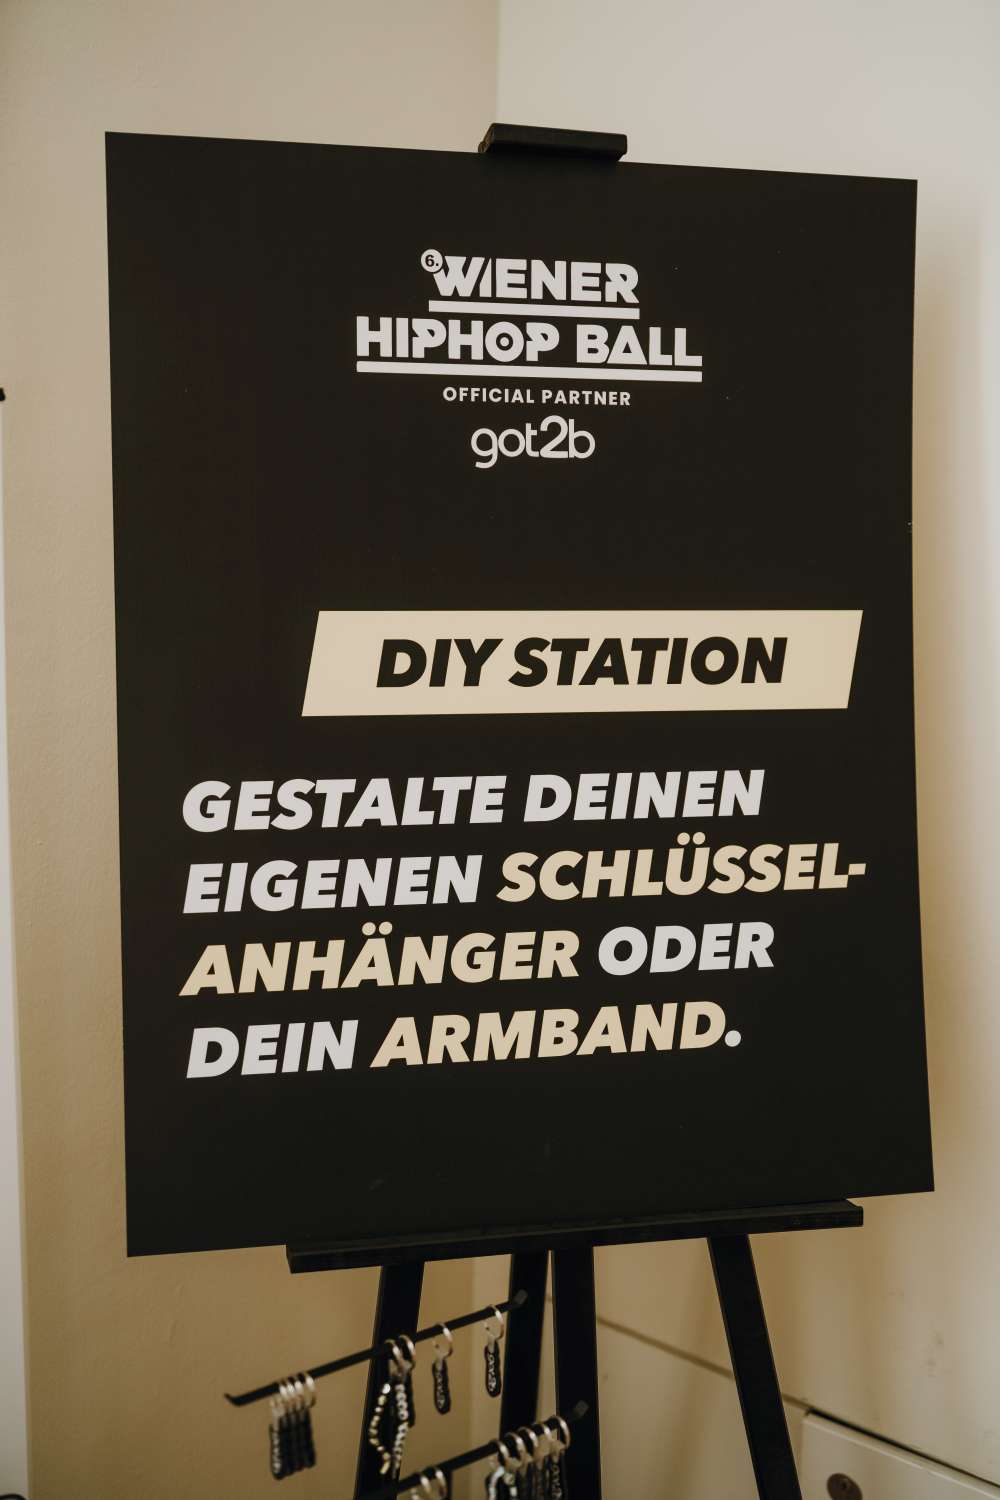 6. WIENER
HIPHOP BALL
OFFICIAL PARTNER
got2b
DIY STATION
GESTALTE DEINEN
EIGENEN SCHLÜSSEL-
ANHÄNGER ODER
DEIN ARMBAND.